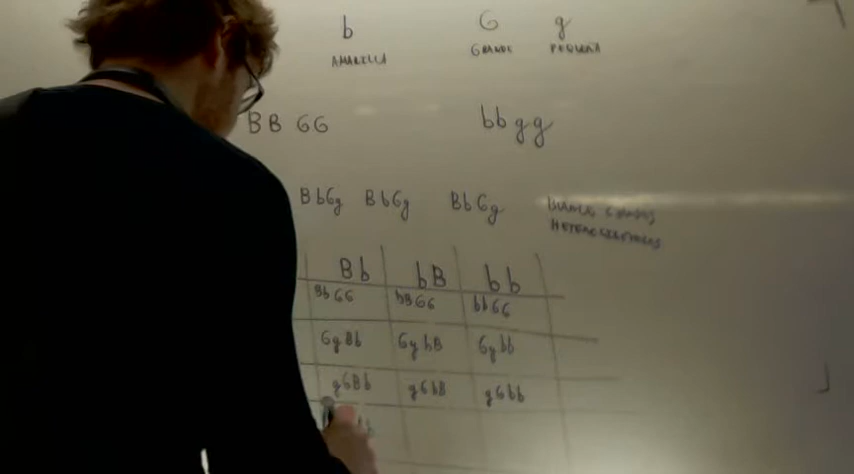 b G g
AMARILLA GRANDE PEQUEÑA
BB GG bbgg
BbGg BbGg BbGg
Bb bB bb
BbGG bBGG bbGG
GgBb GgbB Ggbb
gGBb gGbB gGbb